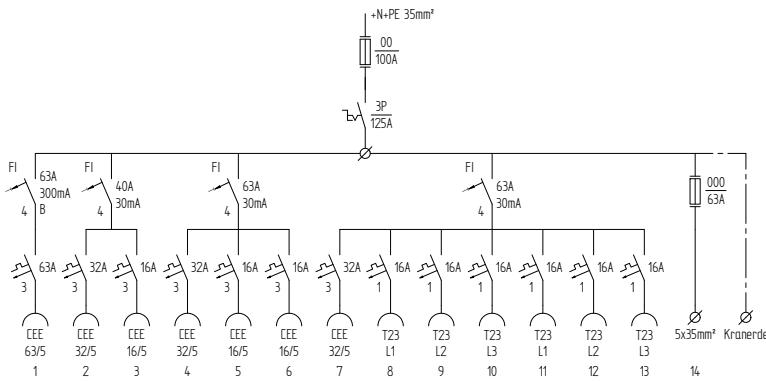 +N+PE 35mm²
00
100A
3P
125A
FI
63A
300mA
4
B
FI
40A
30mA
4
FI
63A
30mA
4
FI
63A
30mA
4
000
63A
63A
3
32A
3
16A
3
32A
3
16A
3
16A
3
32A
3
16A
1
16A
1
16A
1
16A
1
16A
1
16A
1
CEE CEE CEE CEE CEE CEE CEE T23 T23 T23 T23 T23 T23 5x35mm² Kranerde
63/5 32/5 16/5 32/5 16/5 16/5 32/5 L1 L2 L3 L1 L2 L3
1 2 3 4 5 6 7 8 9 10 11 12 13 14